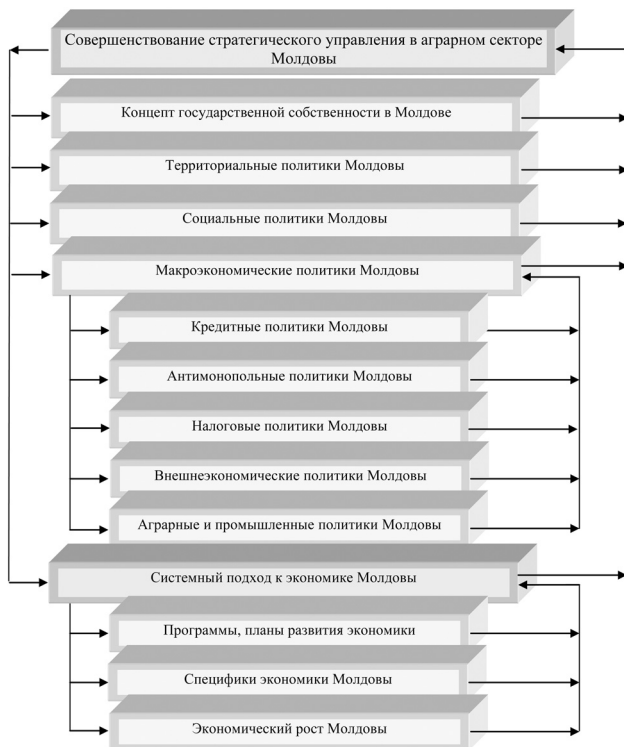 Совершенствование стратегического управления в аграрном секторе
Молдовы
Концепт государственной собственности в Молдове
Территориальные политики Молдовы
Социальные политики Молдовы
Макроэкономические политики Молдовы
Кредитные политики Молдовы
Антимонопольные политики Молдовы
Налоговые политики Молдовы
Внешнеэкономические политики Молдовы
Аграрные и промышленные политики Молдовы
Системный подход к экономике Молдовы
Программы, планы развития экономики
Специфики экономики Молдовы
Экономический рост Молдовы